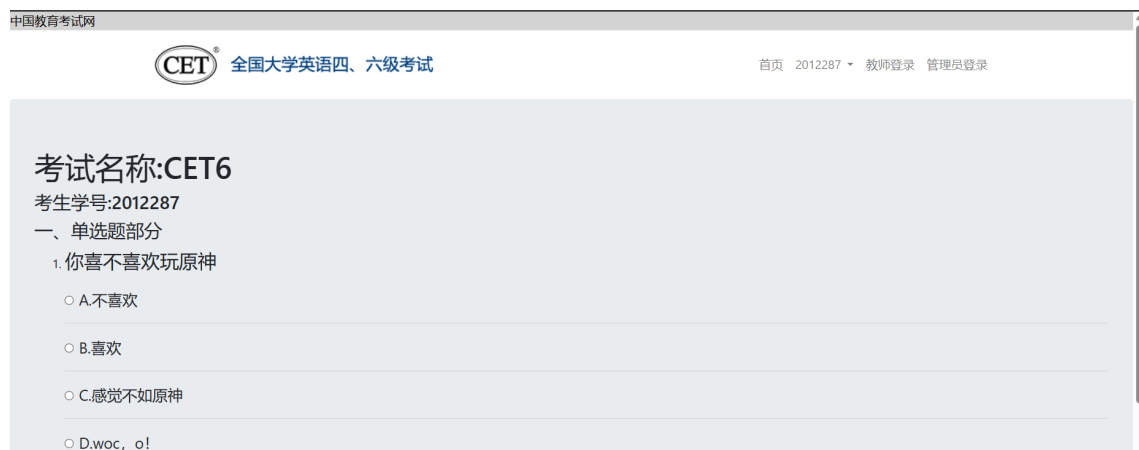 中国教育考试网
CET® 全国大学英语四、六级考试
首页 2012287 教师登录 管理员登录
考试名称:CET6
考生学号:2012287
一、单选题部分
1. 你喜不喜欢玩原神
A.不喜欢
B.喜欢
C.感觉不如原神
D.woc，o!